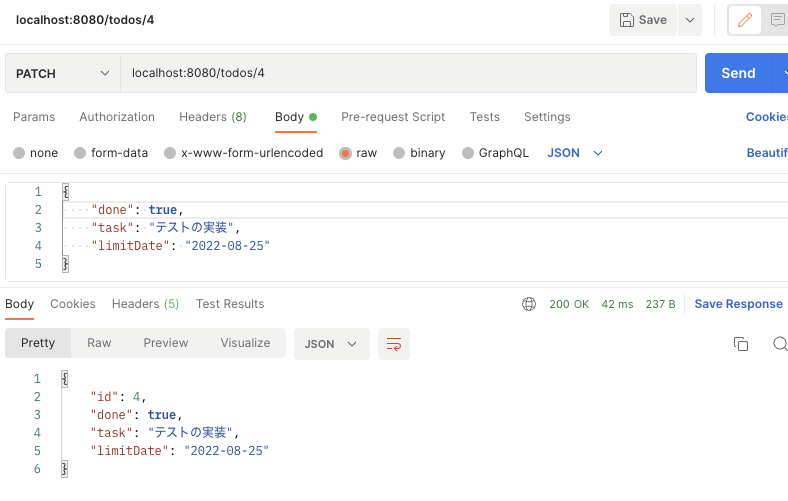 localhost:8080/todos/4 Save
PATCH localhost:8080/todos/4 Send
Params Authorization Headers (8) Body Pre-request Script Tests Settings Cookies
none form-data x-www-form-urlencoded raw binary GraphQL JSON Beautif
1 {
2 "done": true,
3 "task": "テストの実装",
4 "limitDate": "2022-08-25"
5 }
Body Cookies Headers (5) Test Results 200 OK 42 ms 237 B Save Response
Pretty Raw Preview Visualize JSON
1 {
2 "id": 4,
3 "done": true,
4 "task": "テストの実装",
5 "limitDate": "2022-08-25"
6 }